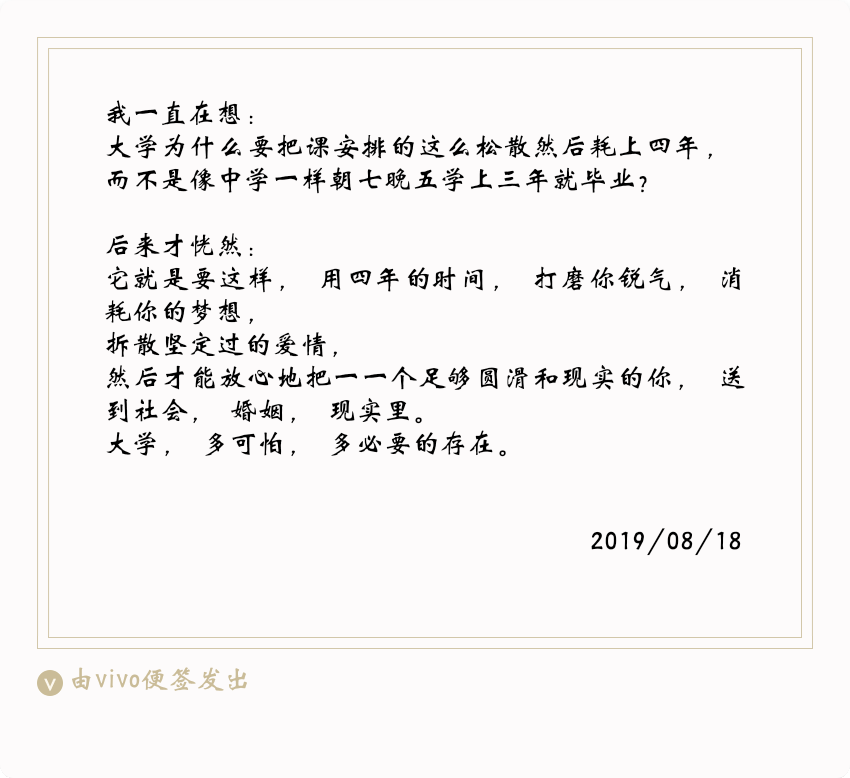 我一直在想：
大学为什么要把课安排的这么松散然后耗上四年，
而不是像中学一样朝七晚五学上三年就毕业？
后来才恍然：
它就是要这样， 用四年的时间， 打磨你锐气， 消
耗你的梦想，
拆散坚定过的爱情，
然后才能放心地把一一个足够圆滑和现实的你， 送
到社会， 婚姻， 现实里。
大学， 多可怕， 多必要的存在。
2019/08/18
由vivo便签发出